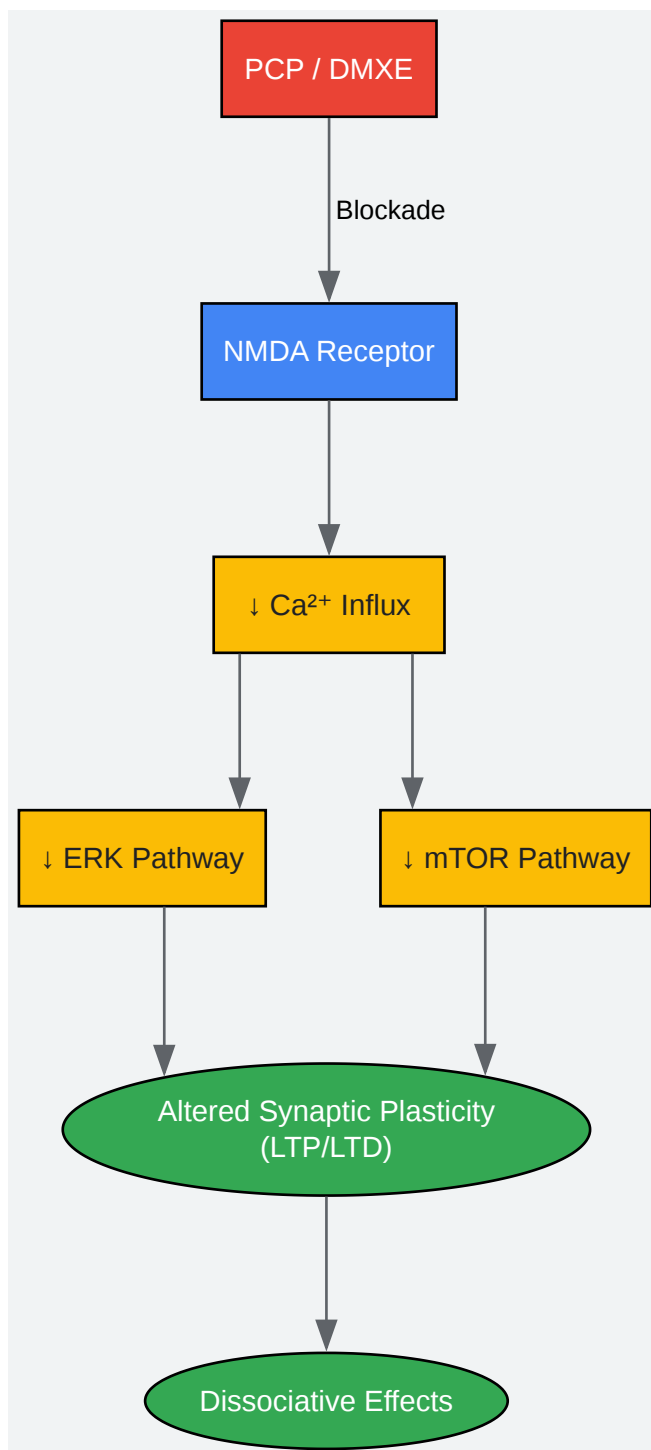 PCP / DMXE
Blockade
NMDA Receptor
↓ Ca²⁺ Influx
↓ ERK Pathway
↓ mTOR Pathway
Altered Synaptic Plasticity
(LTP/LTD)
Dissociative Effects